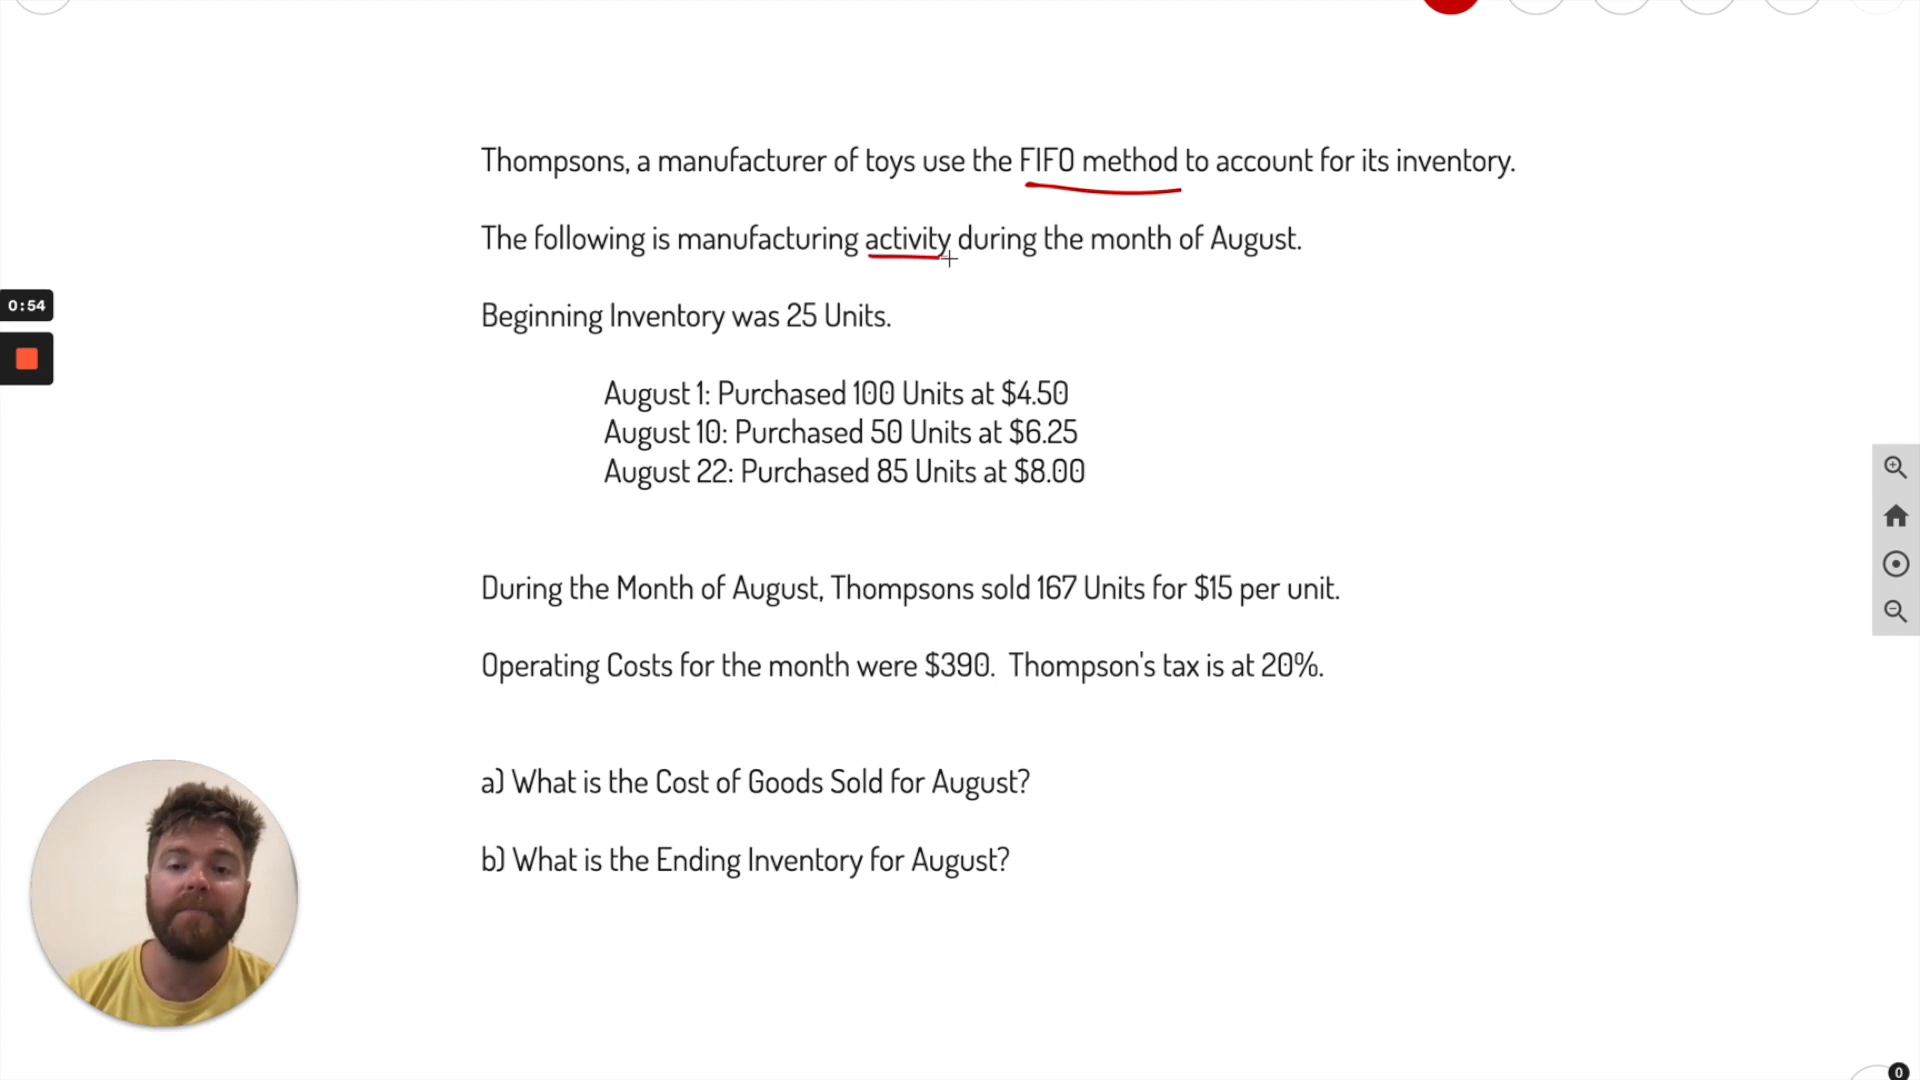 Thompsons, a manufacturer of toys use the FIFO method to account for its inventory.
The following is manufacturing activity during the month of August.
0:54
Beginning Inventory was 25 Units.
August 1: Purchased 100 Units at $4.50
August 10: Purchased 50 Units at $6.25
August 22: Purchased 85 Units at $8.00
During the Month of August, Thompsons sold 167 Units for $15 per unit.
Operating Costs for the month were $390. Thompson's tax is at 20%.
a) What is the Cost of Goods Sold for August?
b) What is the Ending Inventory for August?
0